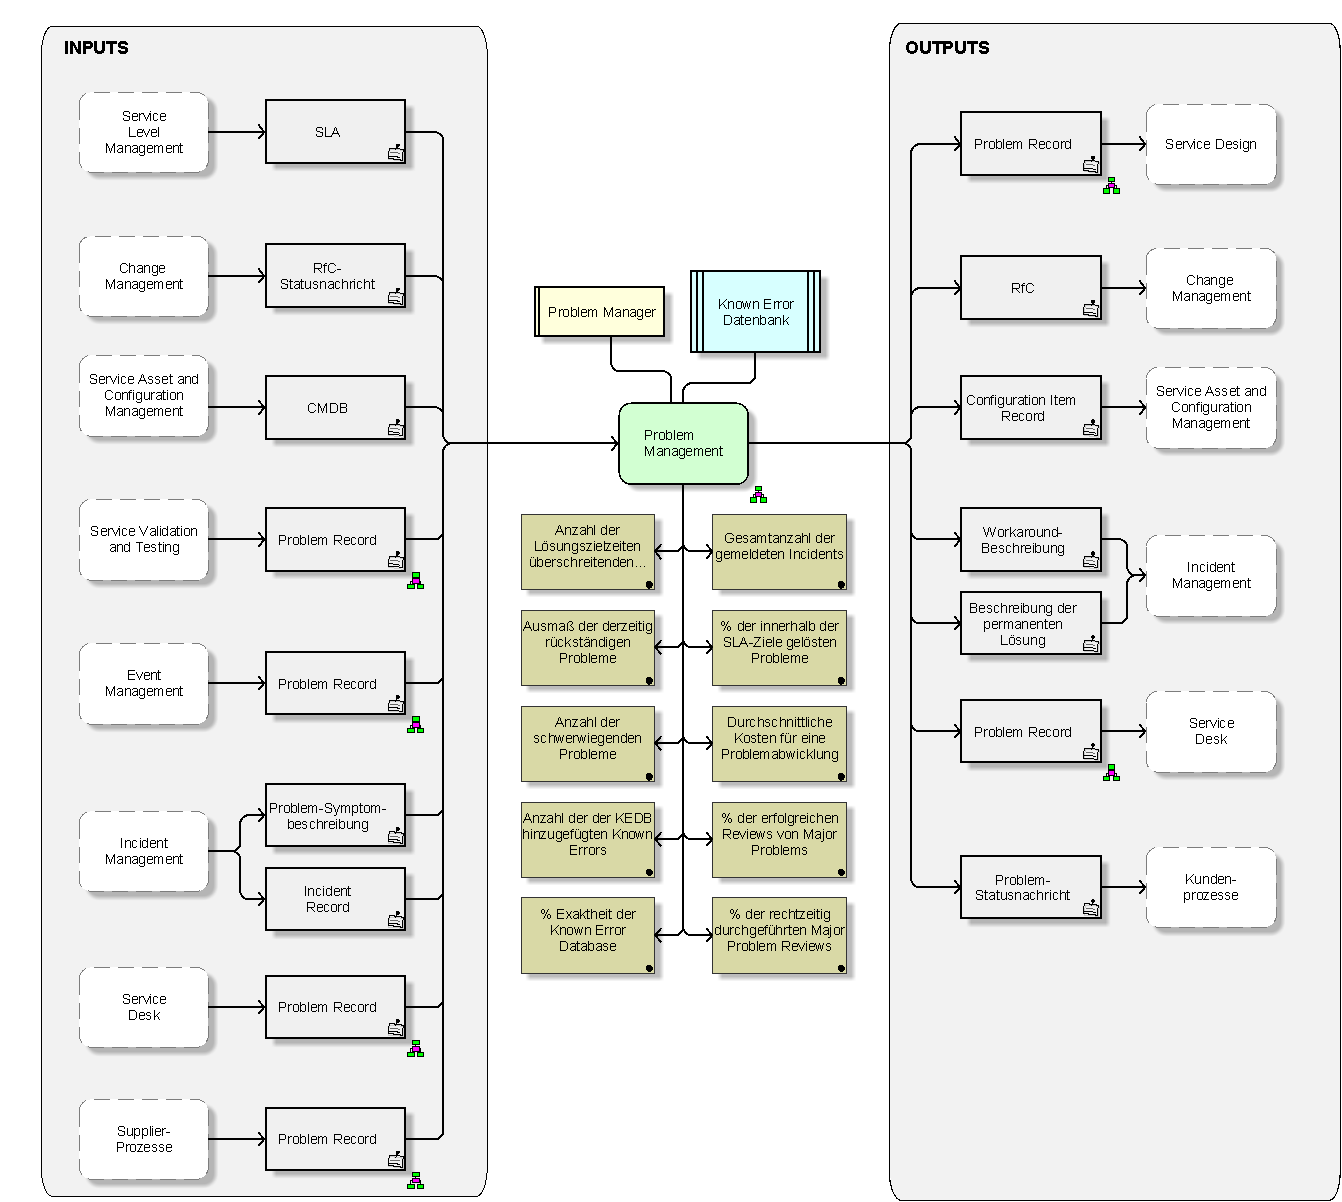 INPUTS
Service
Level
Management
SLA
Change
Management
RfC-
Statusnachricht
Service Asset and
Configuration
Management
CMDB
Service Validation
and Testing
Problem Record
Event
Management
Problem Record
Incident
Management
Problem-Symptom-
beschreibung
Incident
Record
Service
Desk
Problem Record
Supplier-
Prozesse
Problem Record
Problem Manager
Known Error
Datenbank
Problem
Management
Anzahl der
Lösungszielzeiten
überschreitenden...
Gesamtanzahl der
gemeldeten Incidents
Ausmaß der derzeitig
rückständigen
Probleme
% der innerhalb der
SLA-Ziele gelösten
Probleme
Anzahl der
schwerwiegenden
Probleme
Durchschnittliche
Kosten für eine
Problemabwicklung
Anzahl der der KEDB
hinzugefügten Known
Errors
% der erfolgreichen
Reviews von Major
Problems
% Exaktheit der
Known Error
Database
% der rechtzeitig
durchgeführten Major
Problem Reviews
OUTPUTS
Problem Record
Service Design
RfC
Change
Management
Configuration Item
Record
Service Asset and
Configuration
Management
Workaround-
Beschreibung
Beschreibung der
permanenten
Lösung
Incident
Management
Problem Record
Service
Desk
Problem-
Statusnachricht
Kunden-
prozesse